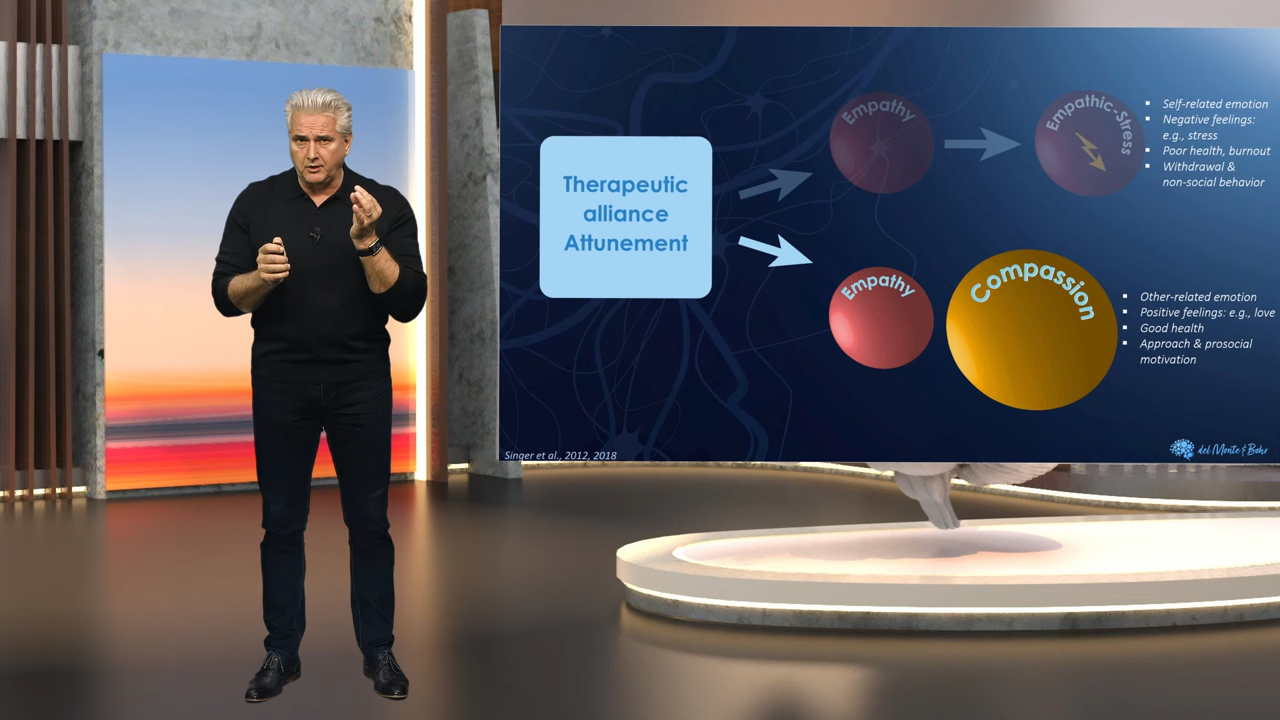 Therapeutic
alliance
Attunement
Empathy
Empathic-Stress
Self-related emotion
Negative feelings:
e.g., stress
Poor health, burnout
Withdrawal &
non-social behavior
Empathy
Compassion
Other-related emotion
Positive feelings: e.g., love
Good health
Approach & prosocial
motivation
Singer et al., 2012, 2018
del Monte & Bohr